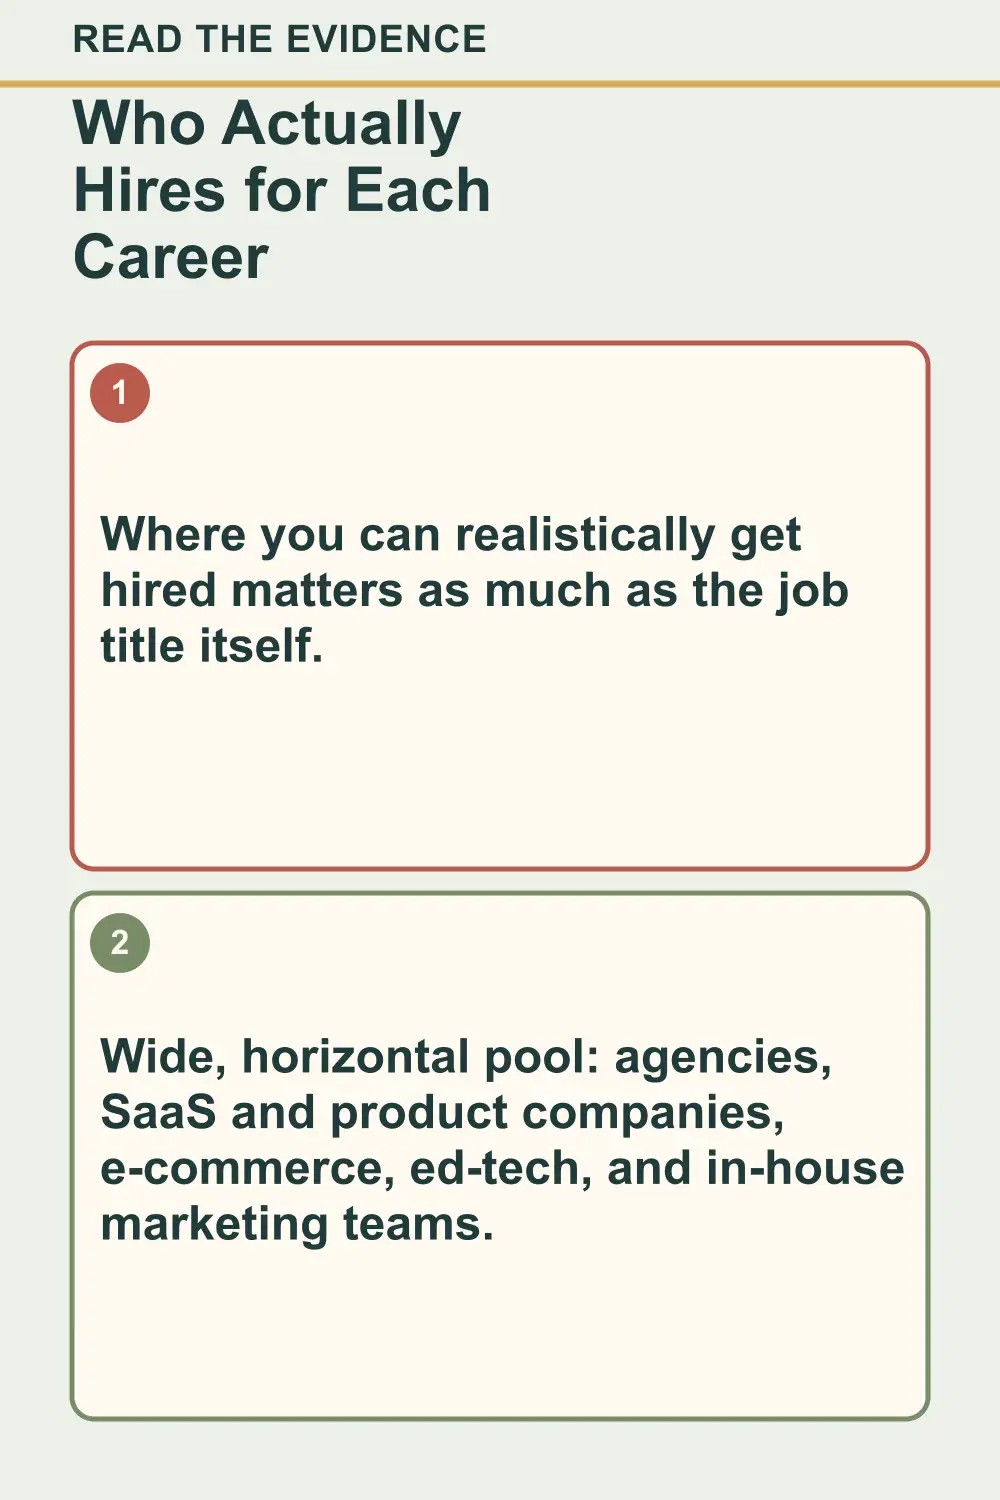 READ THE EVIDENCE
Who Actually
Hires for Each
Career
1
Where you can realistically get
hired matters as much as the job
title itself.
2
Wide, horizontal pool: agencies,
SaaS and product companies,
e-commerce, ed-tech, and in-house
marketing teams.